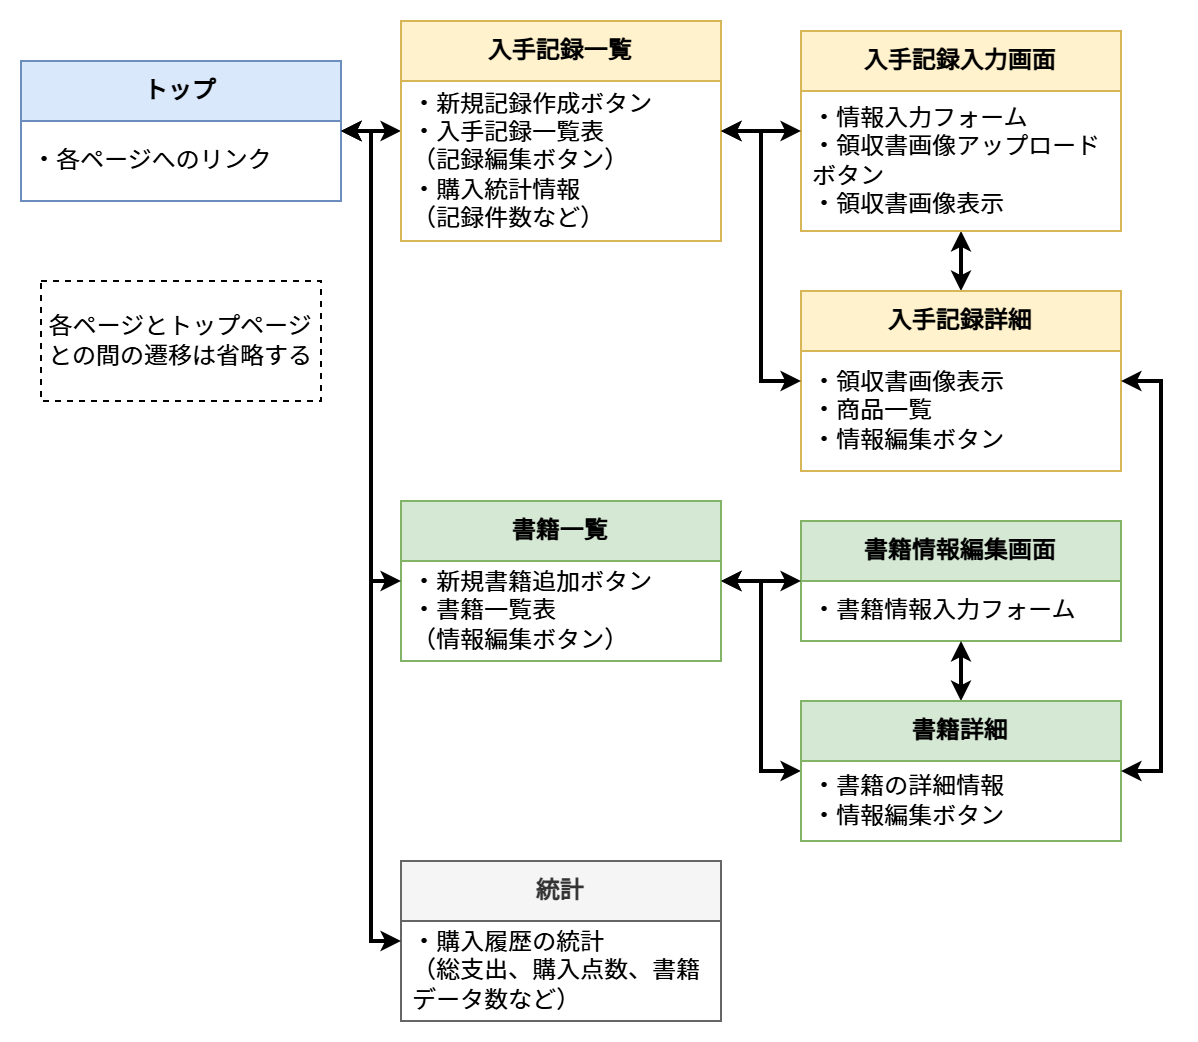 トップ
・各ページへのリンク
各ページとトップページ
との間の遷移は省略する
入手記録一覧
・新規記録作成ボタン
・入手記録一覧表
（記録編集ボタン）
・購入統計情報
（記録件数など）
入手記録入力画面
・情報入力フォーム
・領収書画像アップロード
ボタン
・領収書画像表示
入手記録詳細
・領収書画像表示
・商品一覧
・情報編集ボタン
書籍一覧
・新規書籍追加ボタン
・書籍一覧表
（情報編集ボタン）
書籍情報編集画面
・書籍情報入力フォーム
書籍詳細
・書籍の詳細情報
・情報編集ボタン
統計
・購入履歴の統計
（総支出、購入点数、書籍
データ数など）